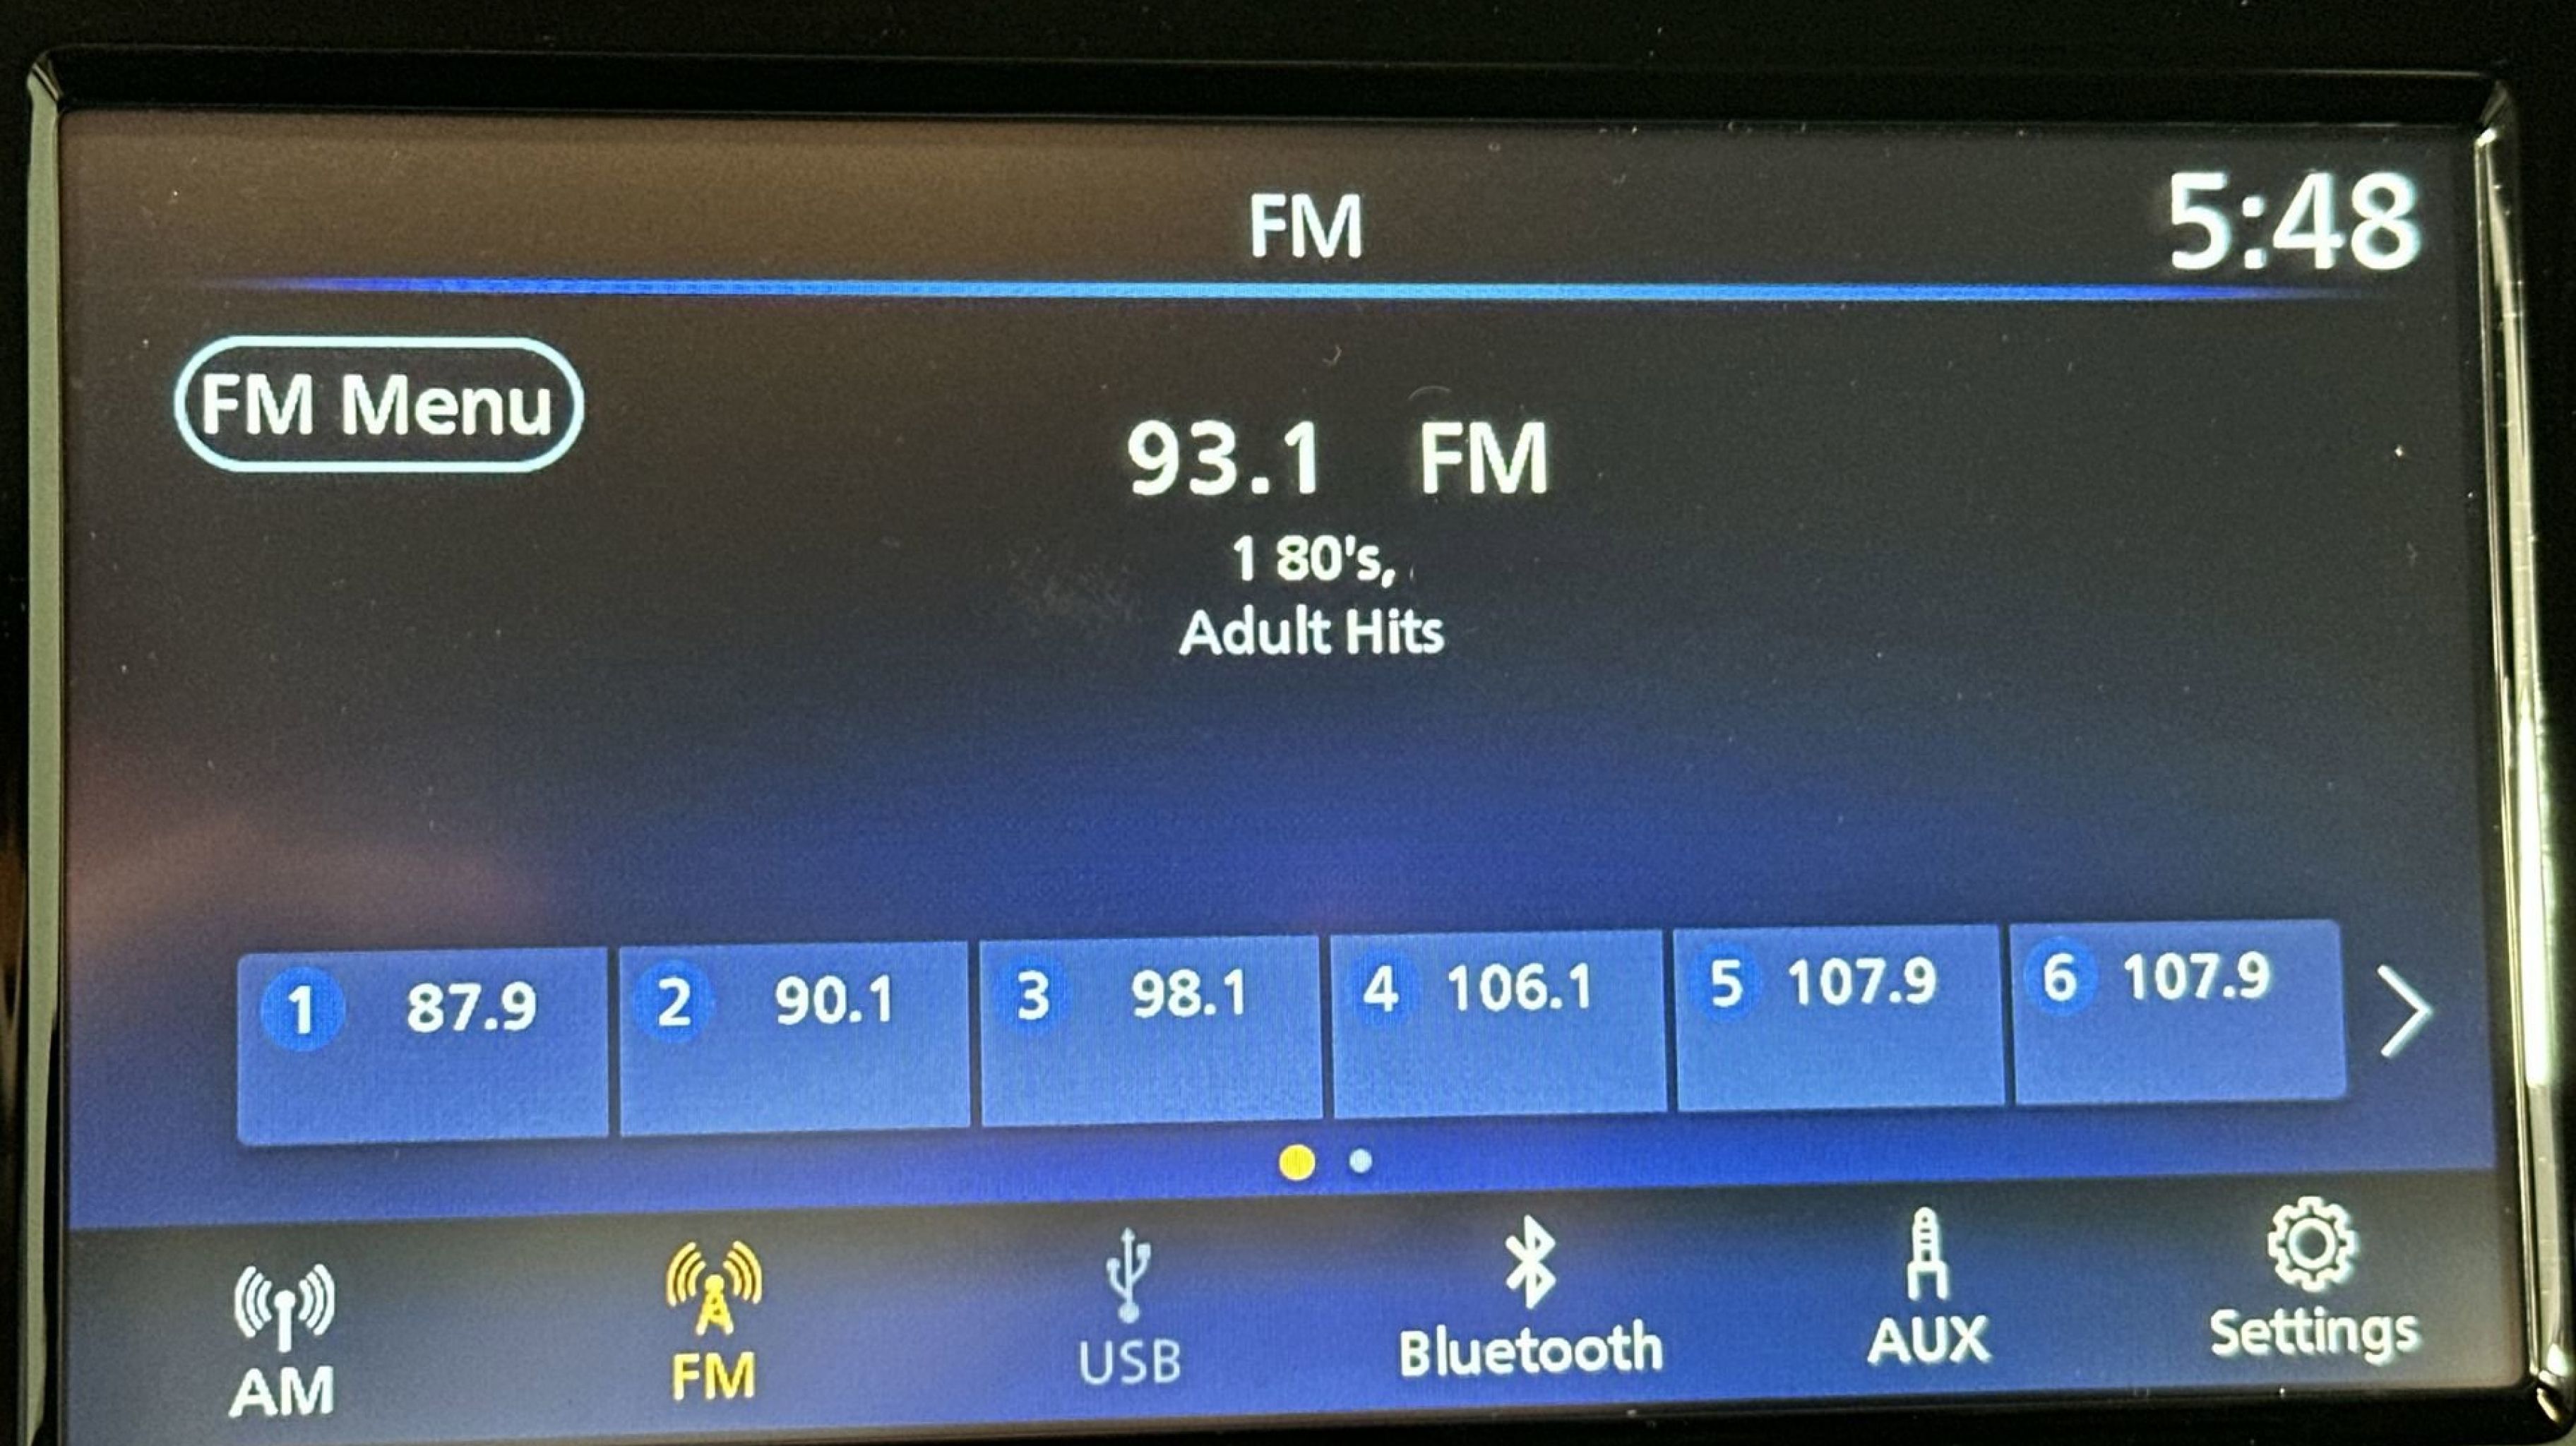 FM 5:48
FM Menu
93.1 FM
1 80's,
Adult Hits
1 87.9 2 90.1 3 98.1 4 106.1 5 107.9 6 107.9
AM FM USB Bluetooth AUX Settings